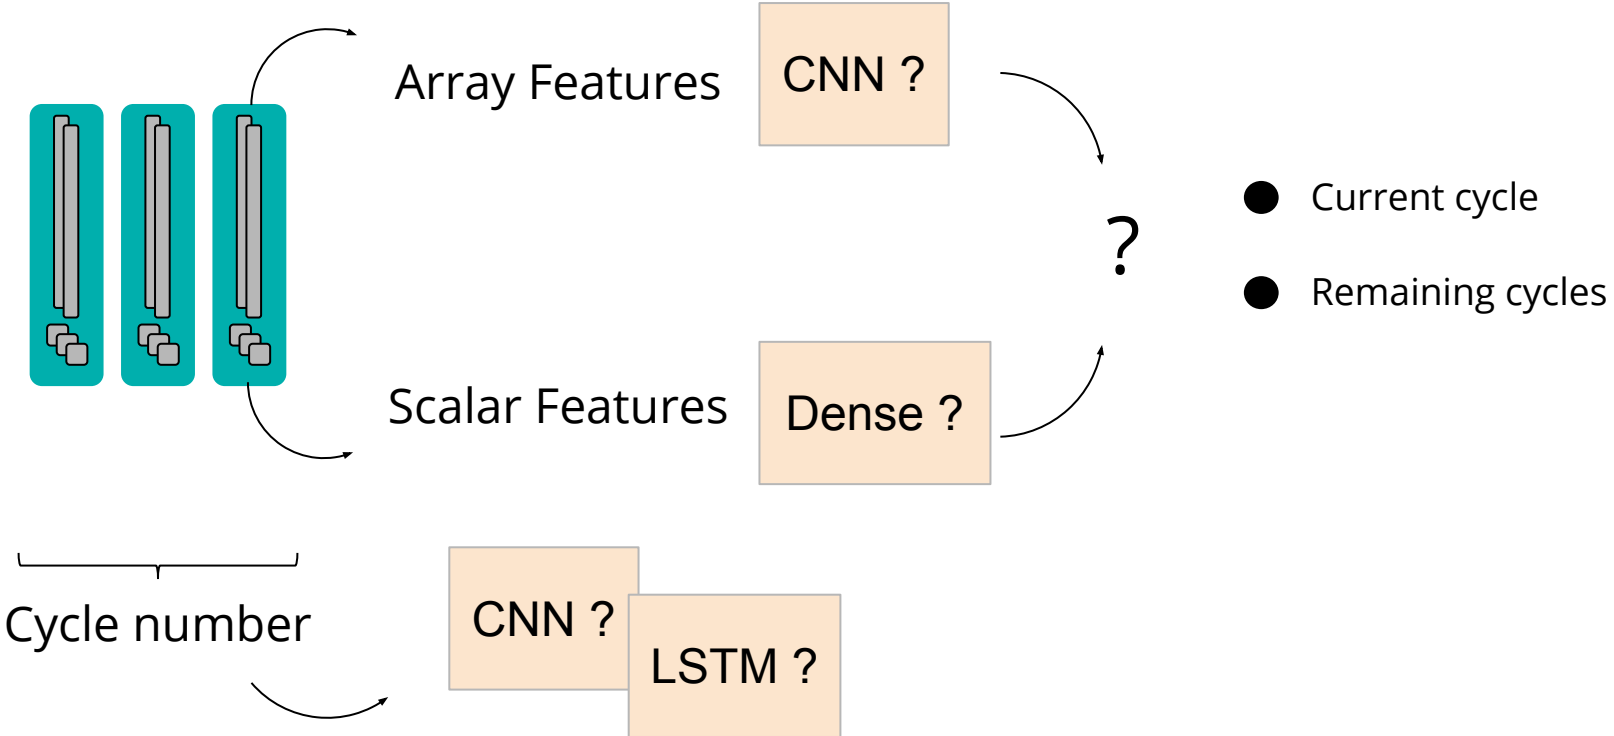 Array Features
CNN ?
Current cycle
?
Remaining cycles
Scalar Features
Dense ?
Cycle number
CNN ?
LSTM ?